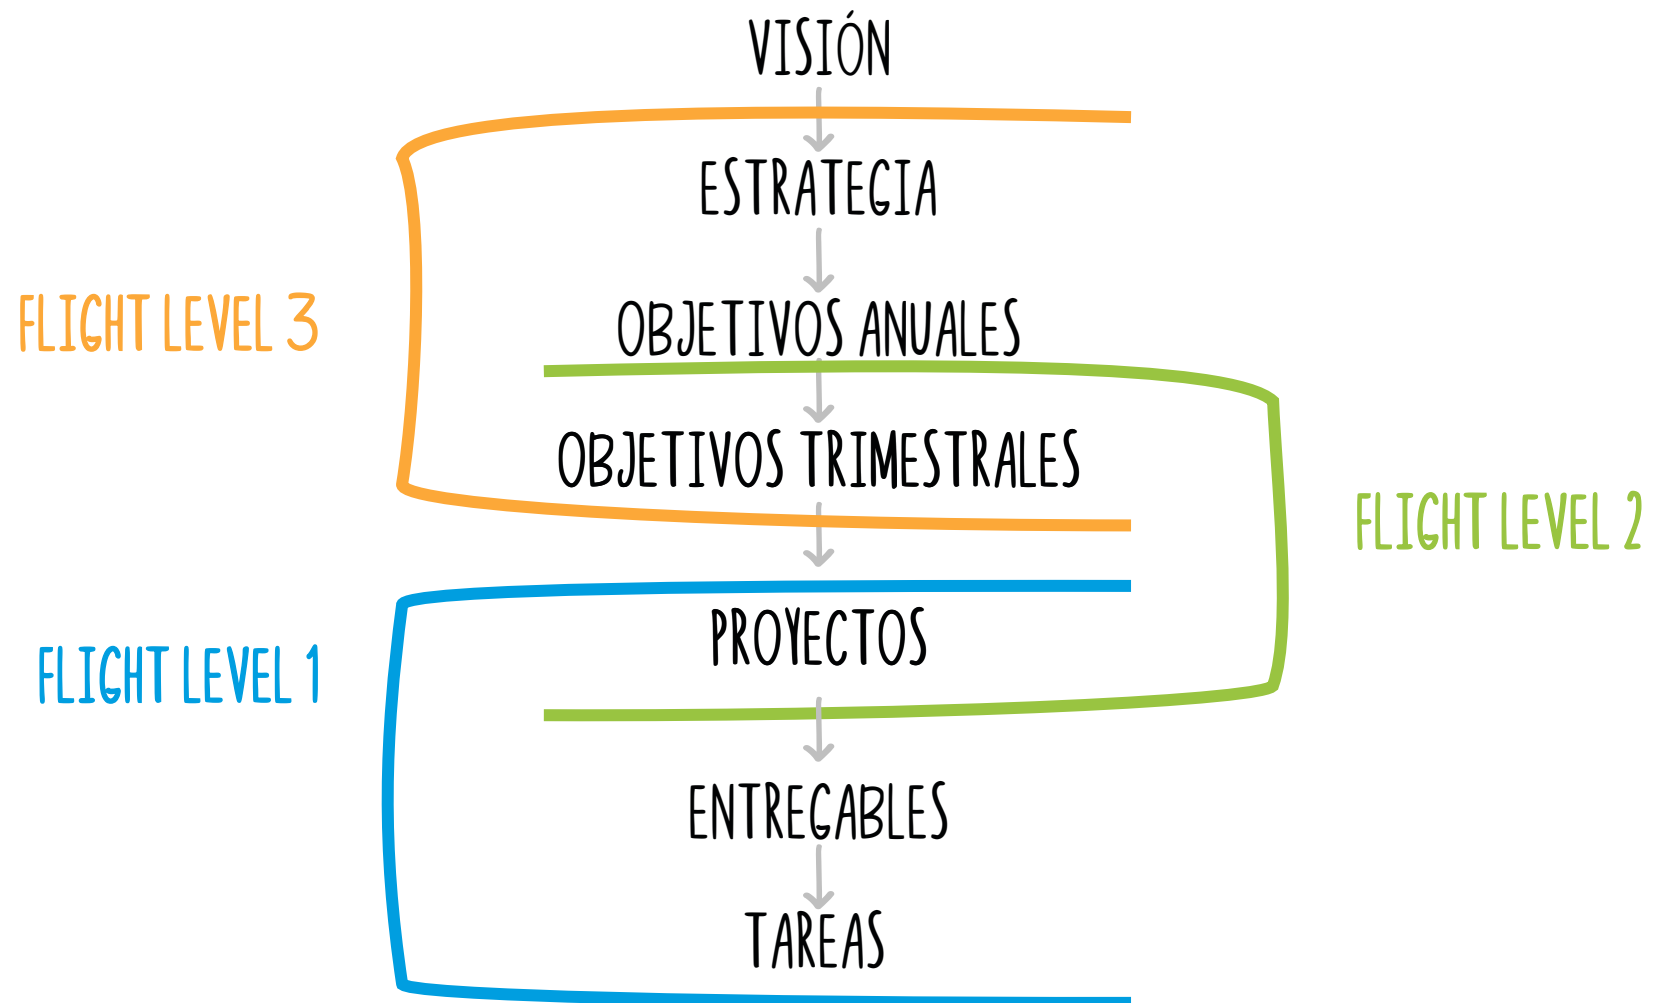 VISIÓN
ESTRATEGIA
FLIGHT LEVEL 3
OBJETIVOS ANUALES
OBJETIVOS TRIMESTRALES
FLIGHT LEVEL 2
PROYECTOS
FLIGHT LEVEL 1
ENTREGABLES
TAREAS